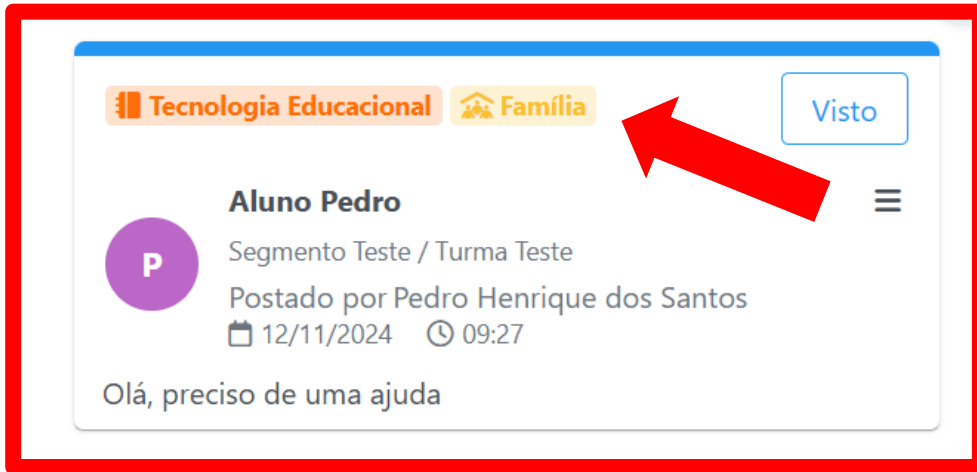 Tecnologia Educacional Família
Visto
Aluno Pedro
P
Segmento Teste / Turma Teste
Postado por Pedro Henrique dos Santos
12/11/2024 09:27
Olá, preciso de uma ajuda